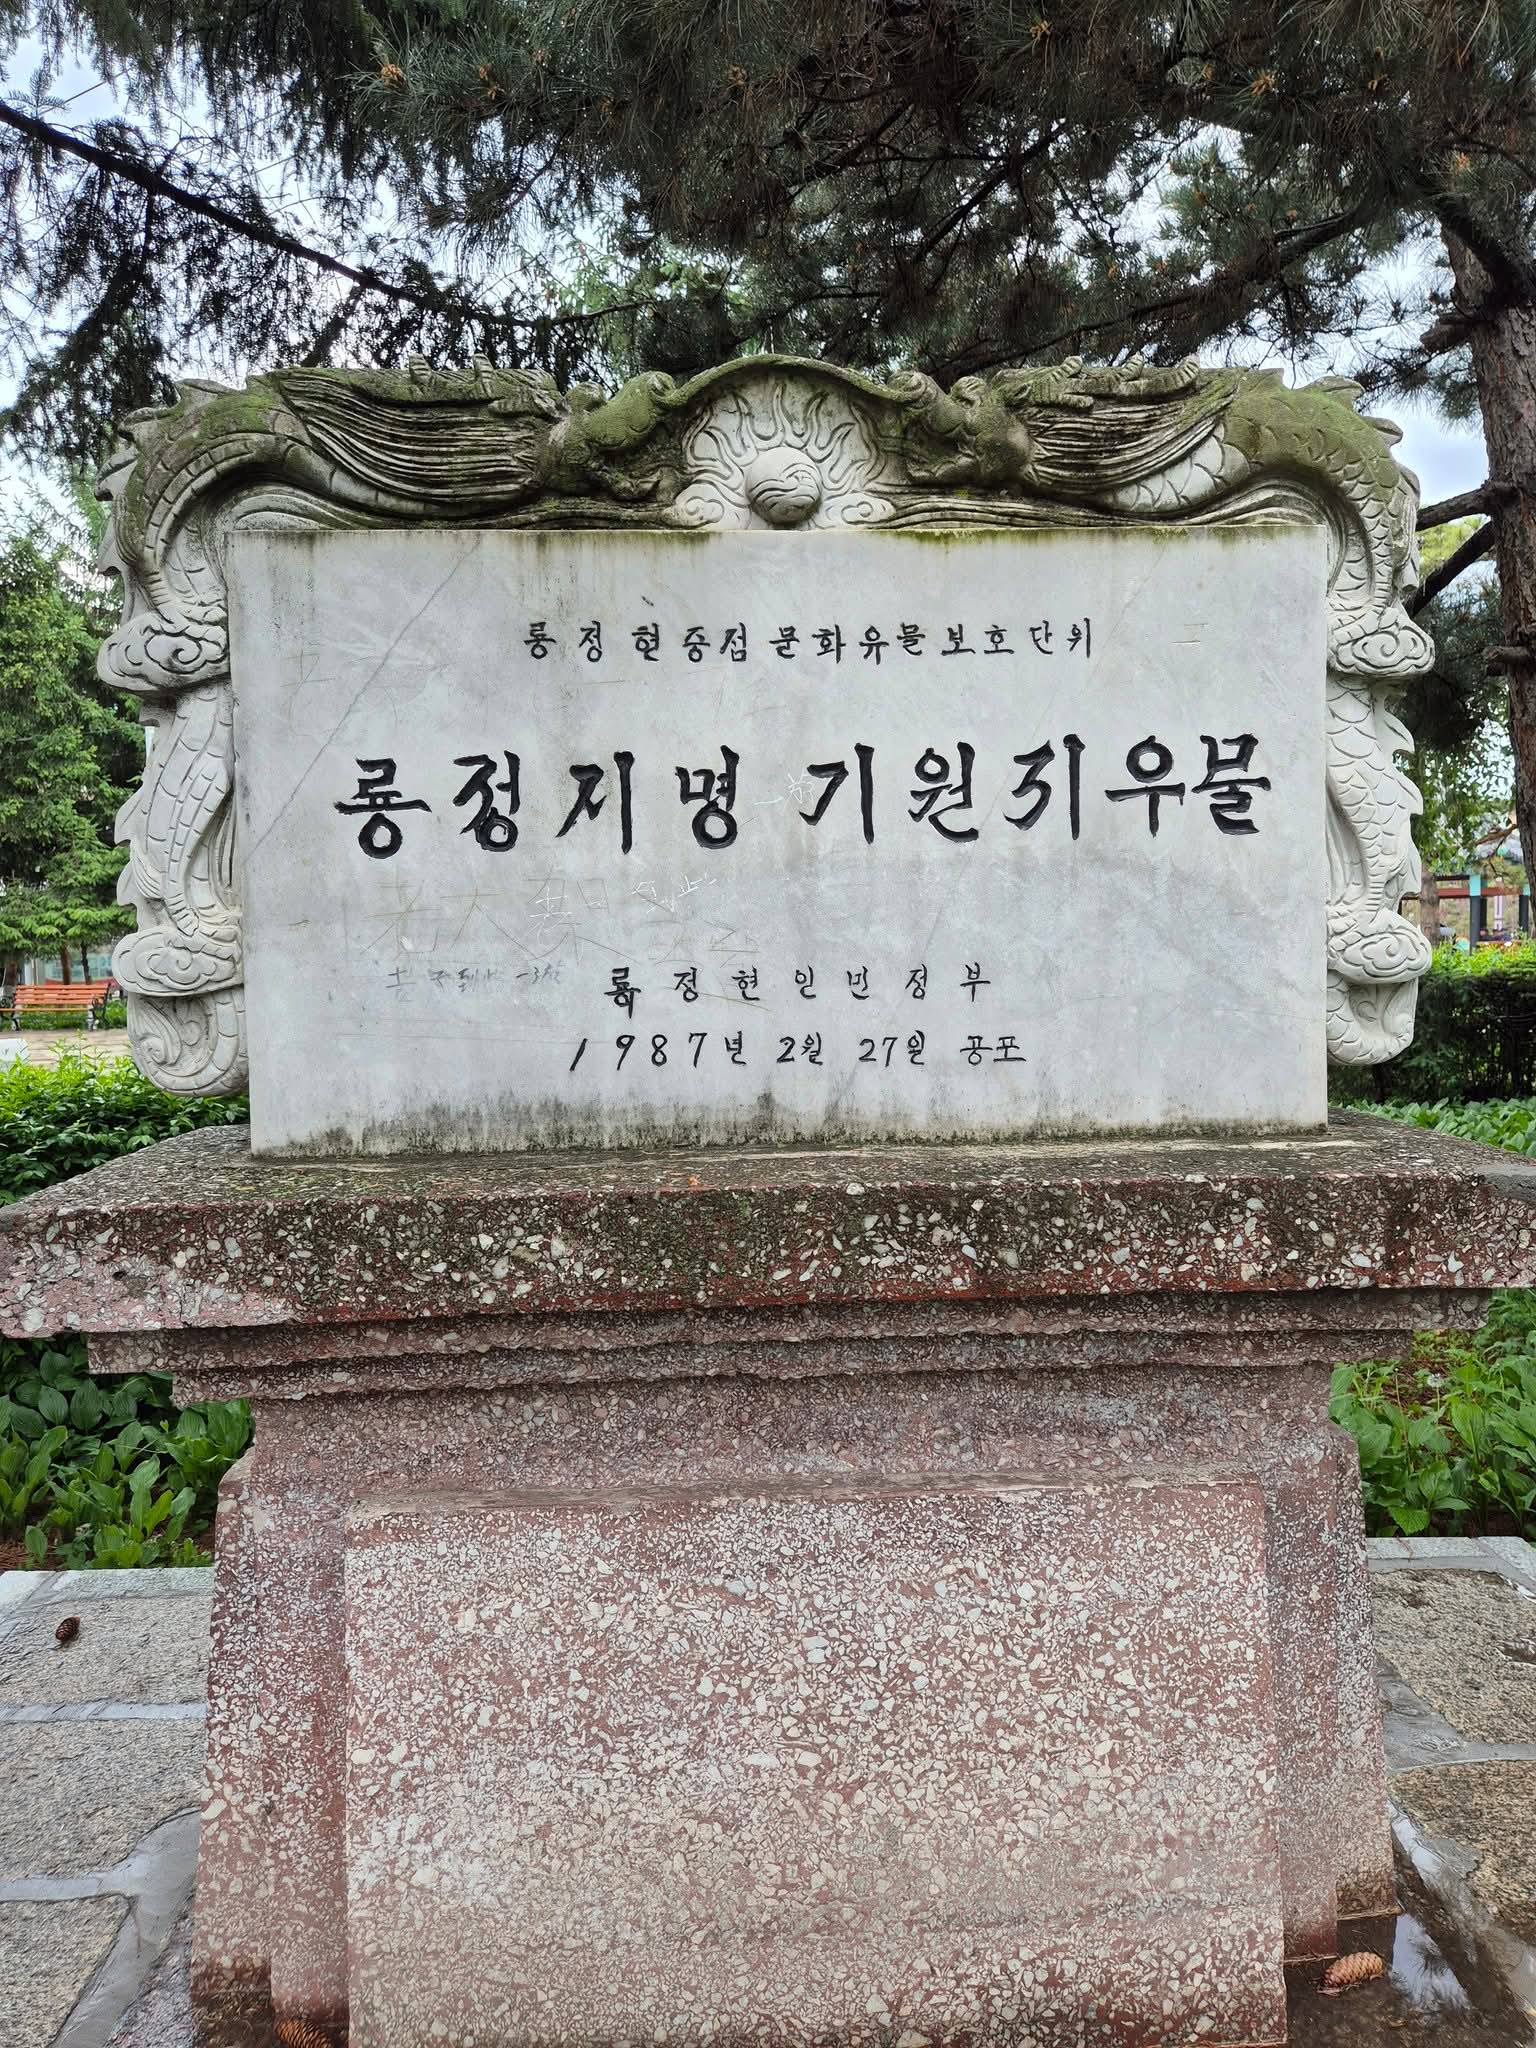 룡정현중점문화유물보호단위
룡정지명 기원지우물
룡정현인민정부
1987년 2월 27일 공포